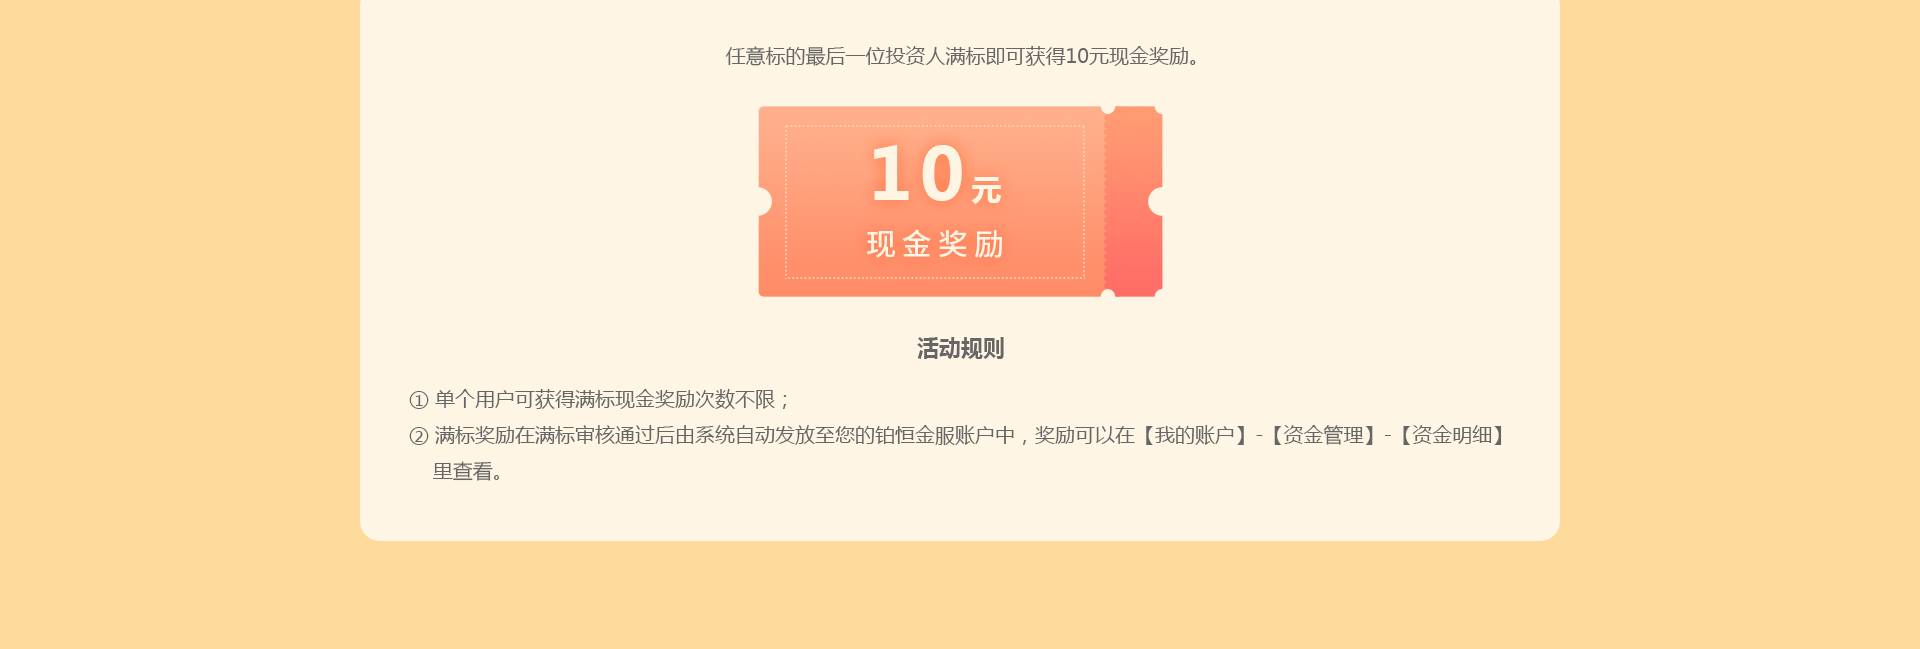 任意标的最后一位投资人满标即可获得10元现金奖励。
10元
现金奖励
活动规则
① 单个用户可获得满标现金奖励次数不限；
② 满标奖励在满标审核通过后由系统自动发放至您的铂恒金服账户中，奖励可以在【我的账户】-【资金管理】-【资金明细】
里查看。